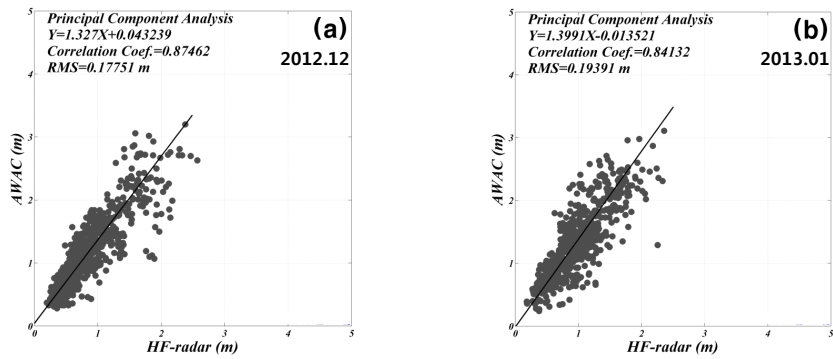 Principal Component Analysis
Y=1.327X+0.043239
Correlation Coef.=0.87462
RMS=0.17751 m
(a)
2012.12
5
4
3
2
1
0
AWAC (m)
0 1 2 3 4 5
HF-radar (m)
Principal Component Analysis
Y=1.3991X-0.013521
Correlation Coef.=0.84132
RMS=0.19391 m
(b)
2013.01
5
4
3
2
1
0
AWAC (m)
0 1 2 3 4 5
HF-radar (m)